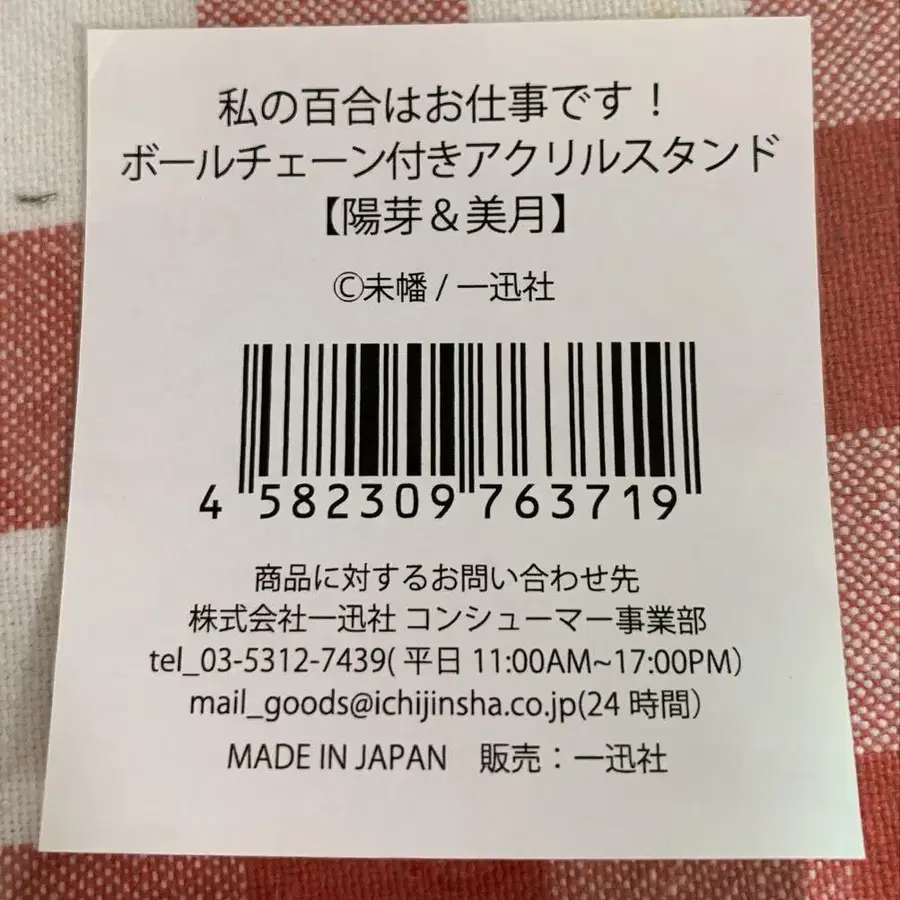 私の百合はお仕事です！
ボールチェーン付きアクリルスタンド
【陽芽＆美月】
©未幡 / 一迅社
4 582309 763719
商品に対するお問い合わせ先
株式会社一迅社 コンシューマー事業部
tel_03-5312-7439( 平日 11:00AM~17:00PM）
mail_goods@ichijinsha.co.jp(24 時間）
MADE IN JAPAN　販売：一迅社